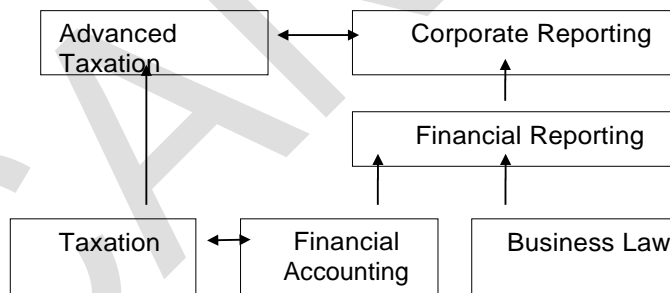 Advanced
Taxation
Corporate Reporting
Financial Reporting
Taxation
Financial
Accounting
Business Law